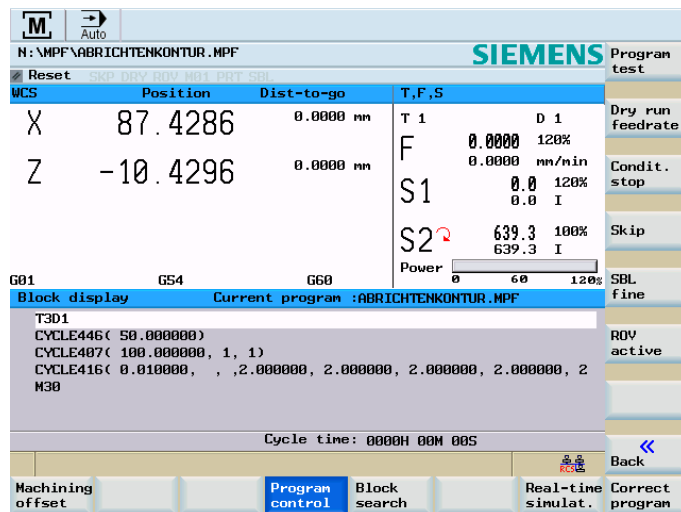 M
Auto
N:\MPF\ABRICHTENKONTUR.MPF
SIEMENS
Reset SKP DRY ROV M01 PRT SBL
WCS Position Dist-to-go T,F,S
X 87.4286 0.0000 mm
Z -10.4296 0.0000 mm
T 1 D 1
F 0.0000 120%
0.0000 mm/min
S1 0.0 120%
0.0 I
S2 639.3 100%
639.3 I
Power
0 60 120%
G01 G54 G60
Block display Current program :ABRICHTENKONTUR.MPF
T3D1
CYCLE446( 50.000000)
CYCLE407( 100.000000, 1, 1)
CYCLE416( 0.010000, , ,2.000000, 2.000000, 2.000000, 2.000000, 2
M30
Cycle time: 0000H 00M 00S
RCS
Program
test
Dry run
feedrate
Condit.
stop
Skip
SBL
fine
ROV
active
Back
Machining
offset
Program
control
Block
search
Real-time
simulat.
Correct
program